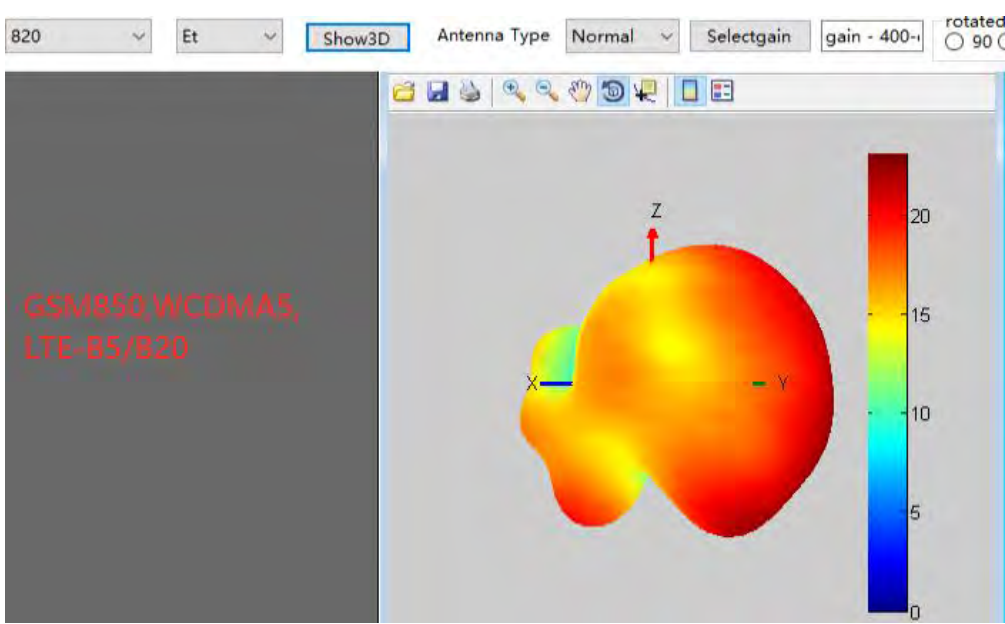 820 Et Show3D Antenna Type Normal Selectgain gain - 400-
rotated
90
Z
20
GSM850,WCDMA5,
15
LTE-B5/B20
X Y
10
5
0